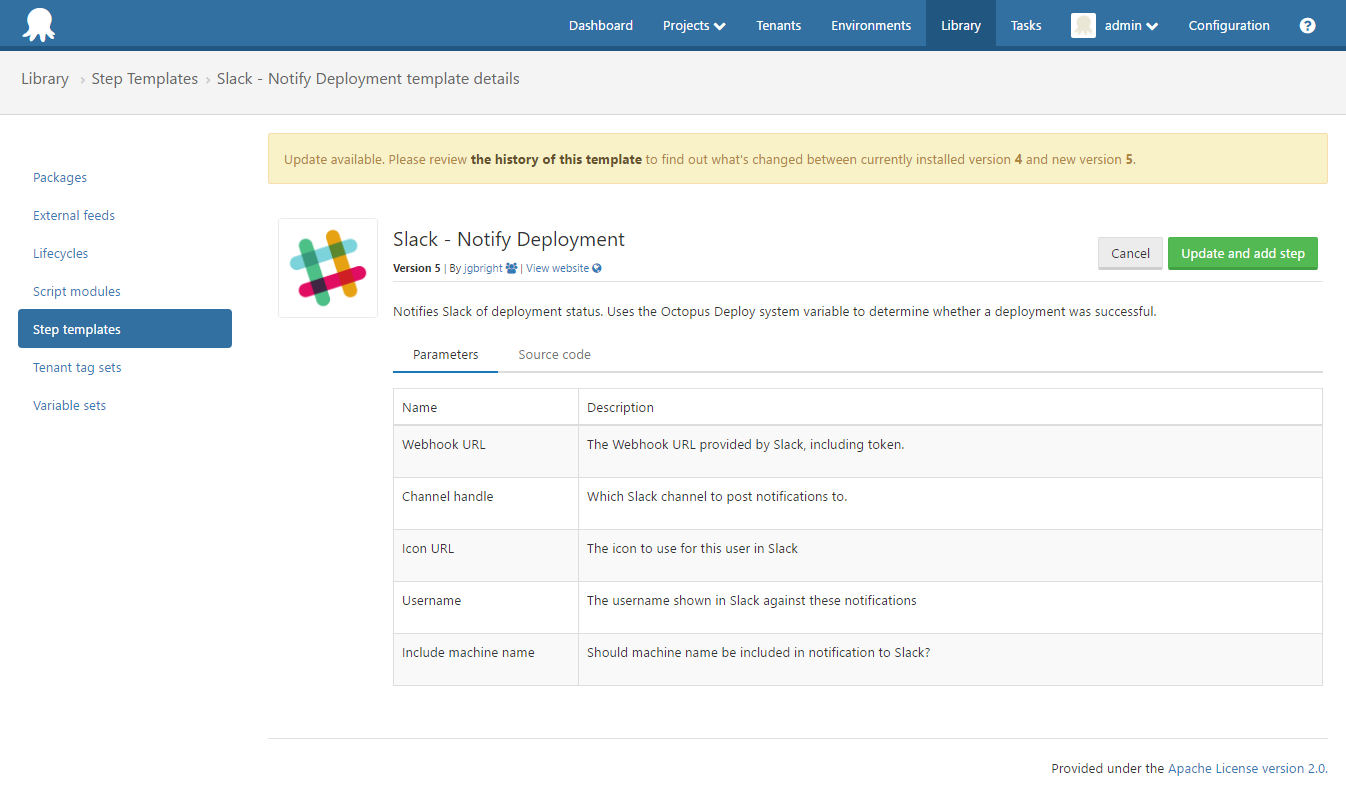 Dashboard Projects Tenants Environments Library Tasks admin Configuration ?
Library › Step Templates › Slack - Notify Deployment template details
Update available. Please review the history of this template to find out what's changed between currently installed version 4 and new version 5.
Packages
External feeds
Lifecycles
Script modules
Step templates
Tenant tag sets
Variable sets
Slack - Notify Deployment
Version 5 | By jgbright | View website
Cancel Update and add step
Notifies Slack of deployment status. Uses the Octopus Deploy system variable to determine whether a deployment was successful.
Parameters Source code
Name Description
Webhook URL The Webhook URL provided by Slack, including token.
Channel handle Which Slack channel to post notifications to.
Icon URL The icon to use for this user in Slack
Username The username shown in Slack against these notifications
Include machine name Should machine name be included in notification to Slack?
Provided under the Apache License version 2.0.